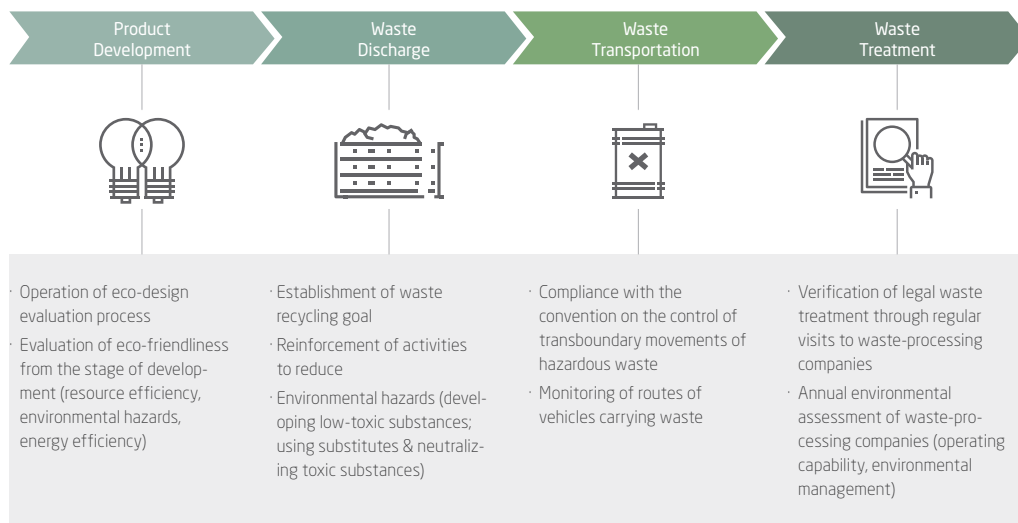 Product
Development
Waste
Discharge
Waste
Transportation
Waste
Treatment
· Operation of eco-design
evaluation process
· Evaluation of eco-friendliness
from the stage of develop-
ment (resource efficiency,
environmental hazards,
energy efficiency)
· Establishment of waste
recycling goal
· Reinforcement of activities
to reduce
· Environmental hazards (devel-
oping low-toxic substances;
using substitutes & neutraliz-
ing toxic substances)
· Compliance with the
convention on the control of
transboundary movements of
hazardous waste
· Monitoring of routes of
vehicles carrying waste
· Verification of legal waste
treatment through regular
visits to waste-processing
companies
· Annual environmental
assessment of waste-pro-
cessing companies (operating
capability, environmental
management)